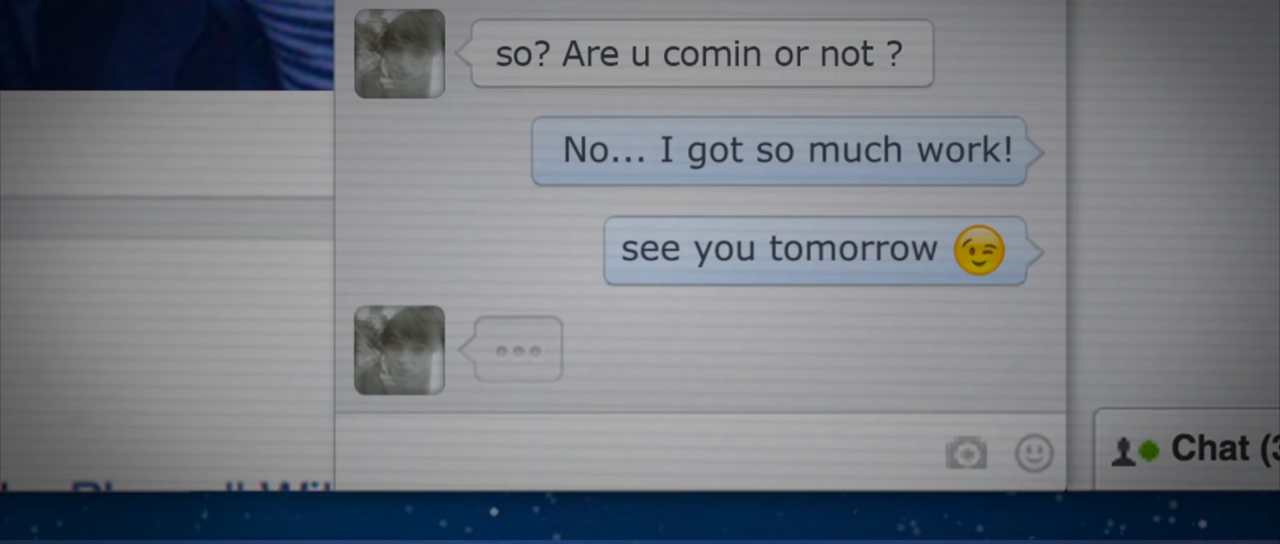 so? Are u comin or not ?
No... I got so much work!
see you tomorrow 😉
Chat (3